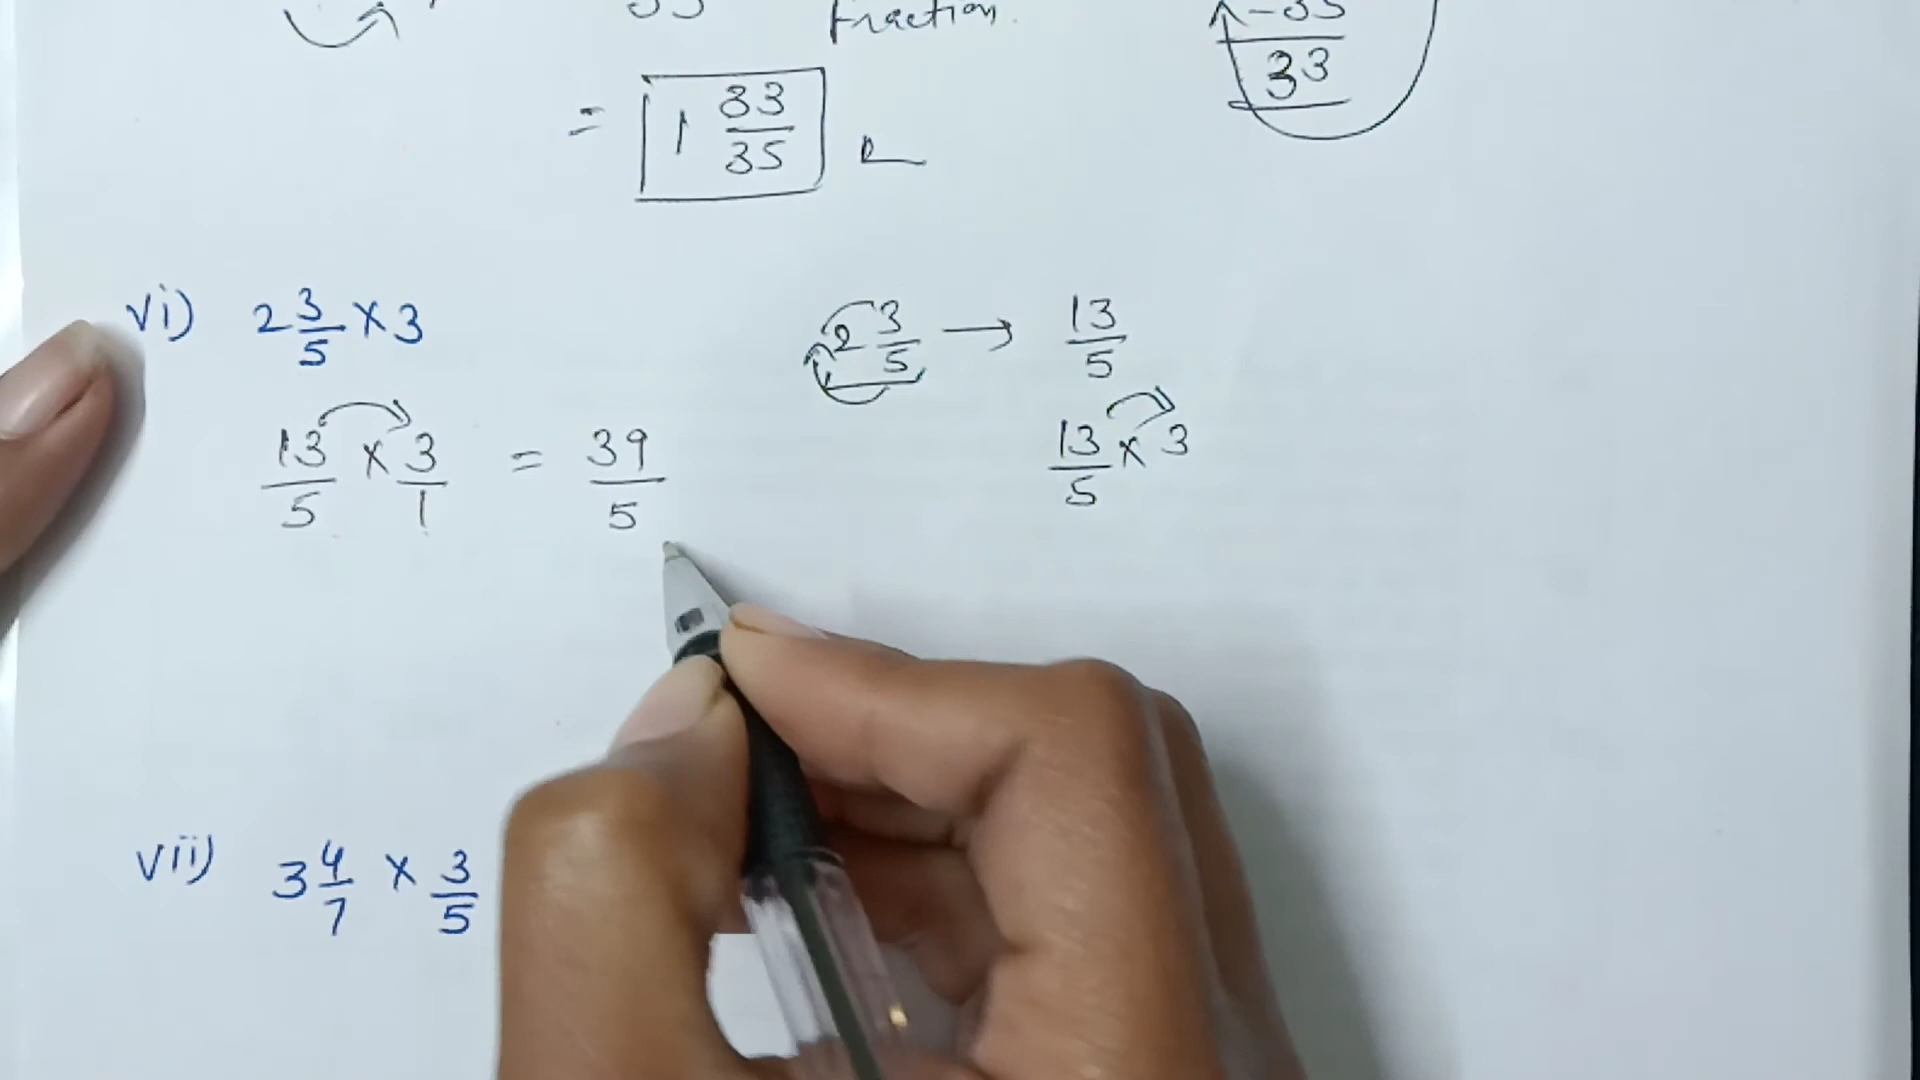 fraction.
33
= 1 33/35
vi) 2 3/5 × 3
2 3/5 → 13/5
13/5 × 3/1 = 39/5
13/5 × 3
vii) 3 4/7 × 3/5